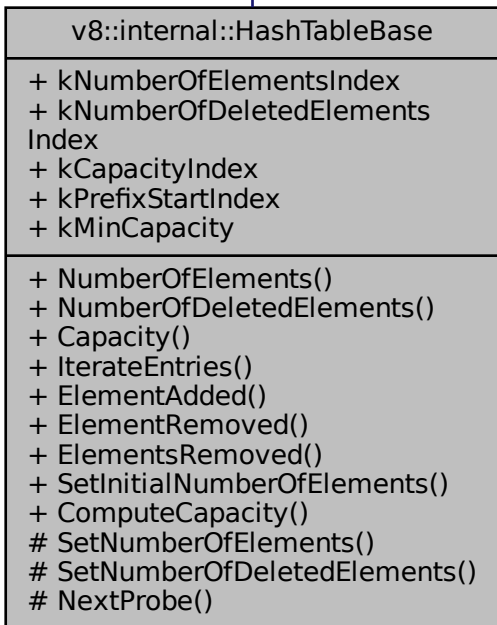 v8::internal::HashTableBase
+ kNumberOfElementsIndex
+ kNumberOfDeletedElements
Index
+ kCapacityIndex
+ kPrefixStartIndex
+ kMinCapacity
+ NumberOfElements()
+ NumberOfDeletedElements()
+ Capacity()
+ IterateEntries()
+ ElementAdded()
+ ElementRemoved()
+ ElementsRemoved()
+ SetInitialNumberOfElements()
+ ComputeCapacity()
# SetNumberOfElements()
# SetNumberOfDeletedElements()
# NextProbe()